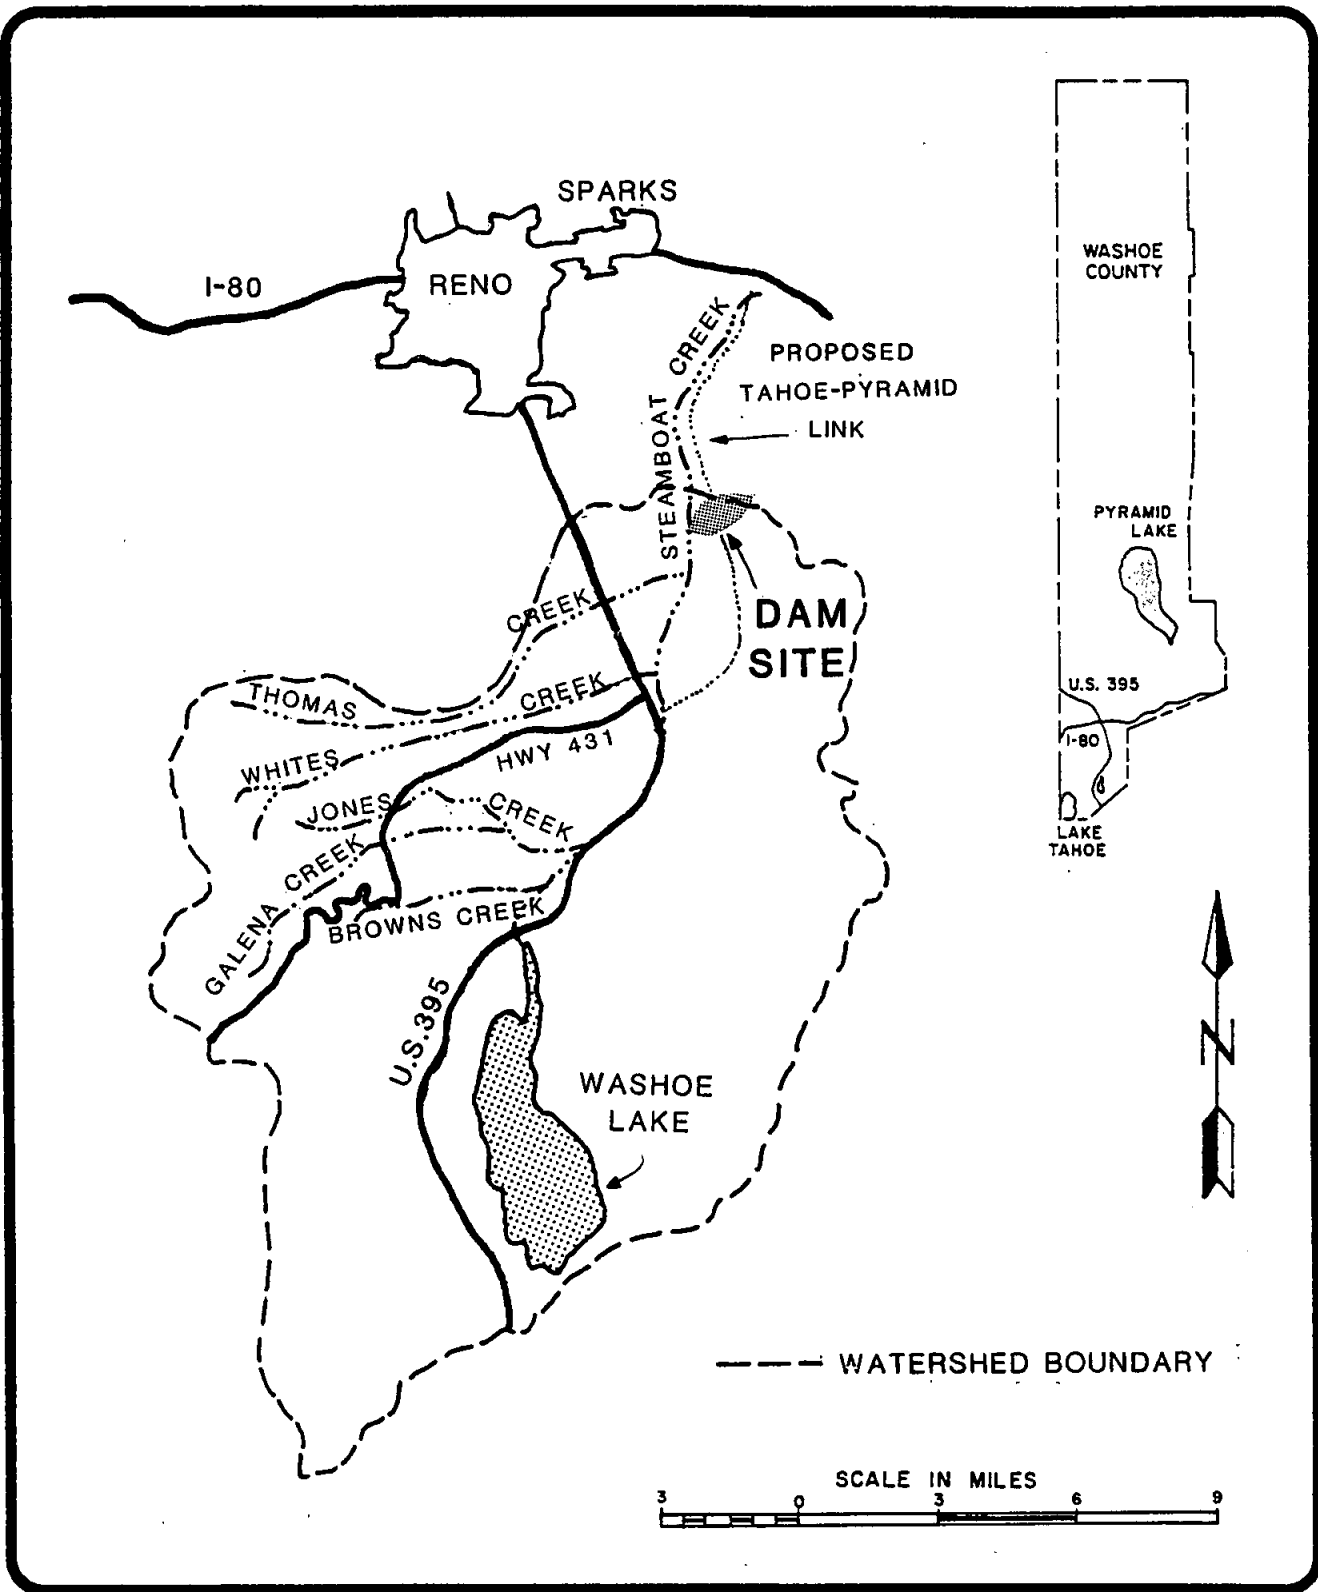 SPARKS
RENO
I-80
WASHOE
COUNTY
STEAMBOAT CREEK
PROPOSED
TAHOE-PYRAMID
LINK
PYRAMID
LAKE
DAM
SITE
THOMAS CREEK
WHITES CREEK
HWY 431
JONES CREEK
GALENA CREEK
BROWNS CREEK
U.S. 395
I-80
LAKE
TAHOE
U.S. 395
WASHOE
LAKE
N
WATERSHED BOUNDARY
SCALE IN MILES
3 0 3 6 9